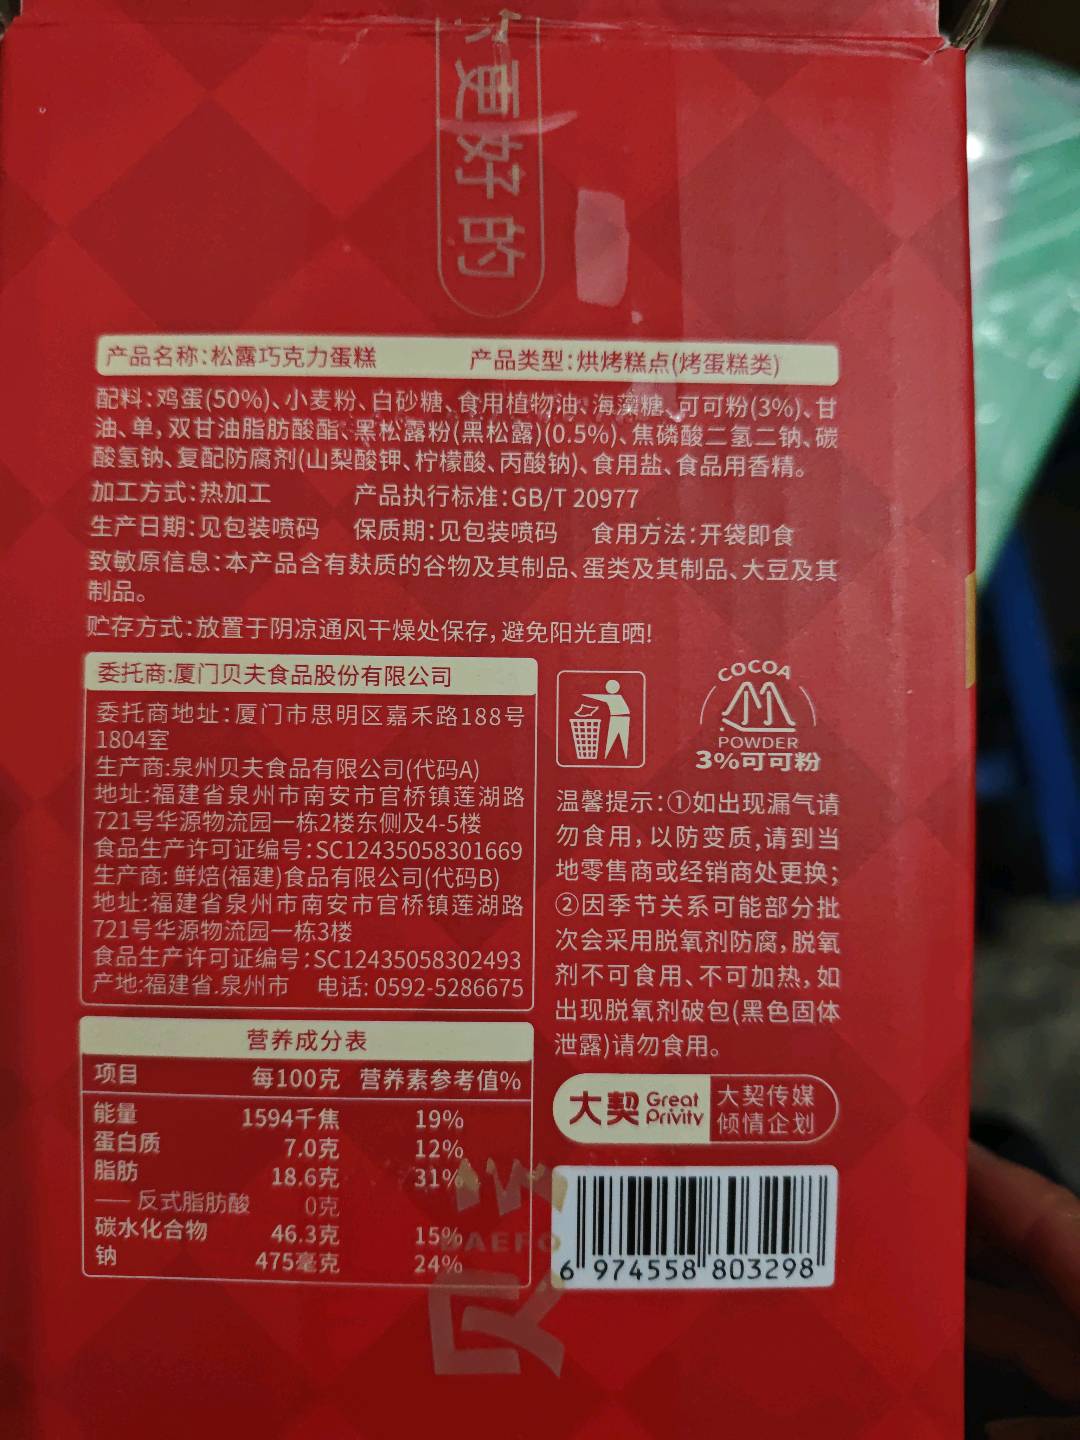 更好的
产品名称:松露巧克力蛋糕 产品类型:烘烤糕点(烤蛋糕类)
配料:鸡蛋(50%)、小麦粉、白砂糖、食用植物油、海藻糖、可可粉(3%)、甘
油、单,双甘油脂肪酸酯、黑松露粉(黑松露)(0.5%)、焦磷酸二氢二钠、碳
酸氢钠、复配防腐剂(山梨酸钾、柠檬酸、丙酸钠)、食用盐、食品用香精。
加工方式:热加工 产品执行标准:GB/T 20977
生产日期:见包装喷码 保质期:见包装喷码 食用方法:开袋即食
致敏原信息:本产品含有麸质的谷物及其制品、蛋类及其制品、大豆及其
制品。
贮存方式:放置于阴凉通风干燥处保存,避免阳光直晒!
委托商:厦门贝夫食品股份有限公司
委托商地址:厦门市思明区嘉禾路188号
1804室
生产商:泉州贝夫食品有限公司(代码A)
地址:福建省泉州市南安市官桥镇莲湖路
721号华源物流园一栋2楼东侧及4-5楼
食品生产许可证编号:SC12435058301669
生产商:鲜焙(福建)食品有限公司(代码B)
地址:福建省泉州市南安市官桥镇莲湖路
721号华源物流园一栋3楼
食品生产许可证编号:SC12435058302493
产地:福建省.泉州市 电话: 0592-5286675
COCOA
POWDER
3%可可粉
温馨提示:①如出现漏气请
勿食用,以防变质,请到当
地零售商或经销商处更换;
②因季节关系可能部分批
次会采用脱氧剂防腐,脱氧
剂不可食用、不可加热,如
出现脱氧剂破包(黑色固体
泄露)请勿食用。
营养成分表
项目 每100克 营养素参考值%
能量 1594千焦 19%
蛋白质 7.0克 12%
脂肪 18.6克 31%
—— 反式脂肪酸 0克
碳水化合物 46.3克 15%
钠 475毫克 24%
大契 Great Privity 大契传媒
倾情企划
6 974558 803298